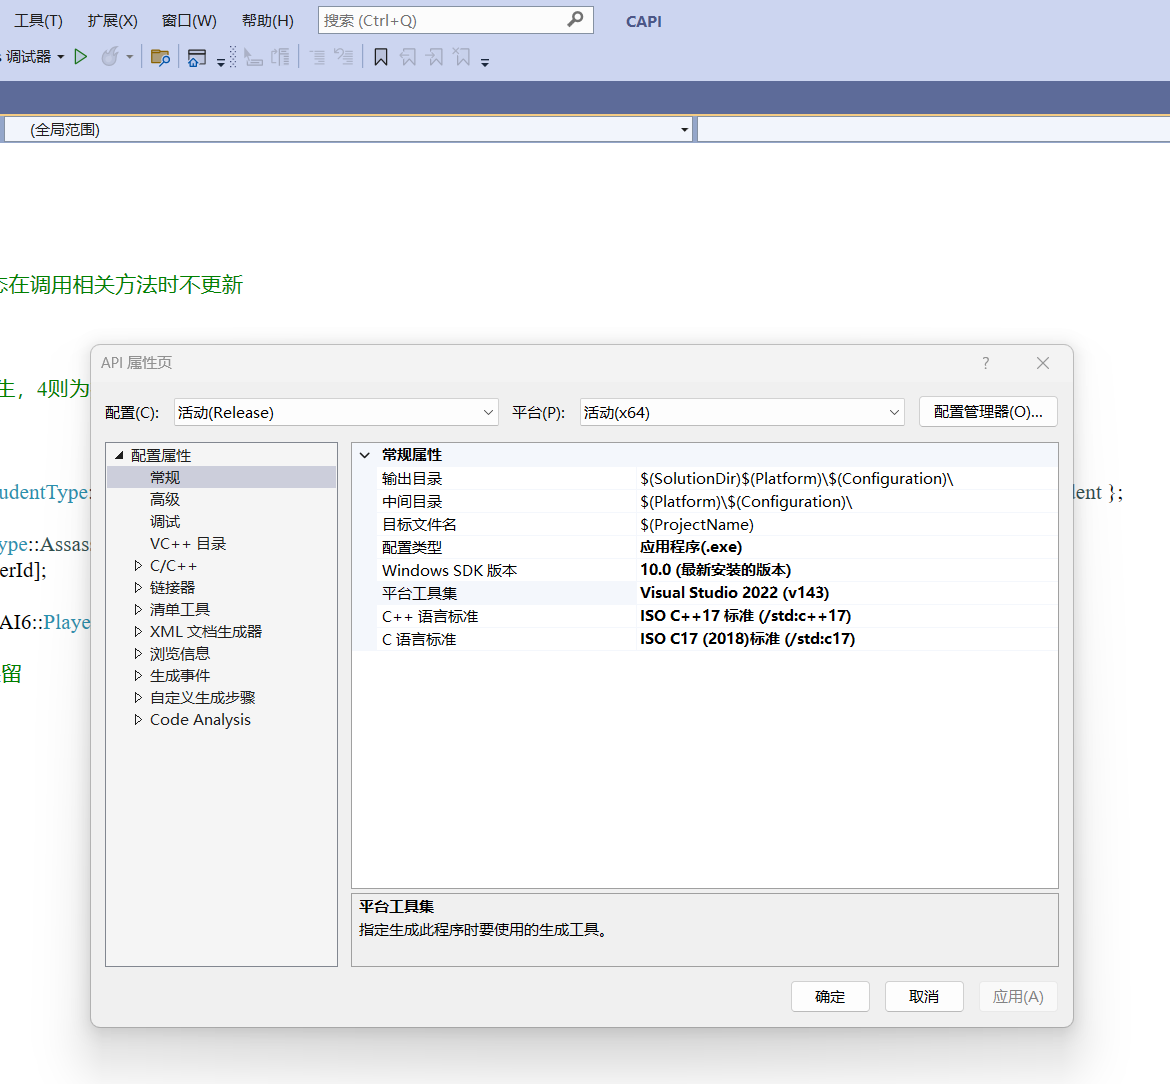 工具(T) 扩展(X) 窗口(W) 帮助(H) 搜索 (Ctrl+Q) CAPI
调试器
(全局范围)
在调用相关方法时不更新
API 属性页 ?
生，4则为
配置(C): 活动(Release) 平台(P): 活动(x64) 配置管理器(O)...
配置属性
常规
高级
调试
VC++ 目录
C/C++
链接器
清单工具
XML 文档生成器
浏览信息
生成事件
自定义生成步骤
Code Analysis
常规属性
输出目录 $(SolutionDir)$(Platform)\$(Configuration)\
中间目录 $(Platform)\$(Configuration)\
目标文件名 $(ProjectName)
配置类型 应用程序(.exe)
Windows SDK 版本 10.0 (最新安装的版本)
平台工具集 Visual Studio 2022 (v143)
C++ 语言标准 ISO C++17 标准 (/std:c++17)
C 语言标准 ISO C17 (2018)标准 (/std:c17)
udentType: lent };
ype::Assas
erId];
AI6::Playe
留
平台工具集
指定生成此程序时要使用的生成工具。
确定 取消 应用(A)